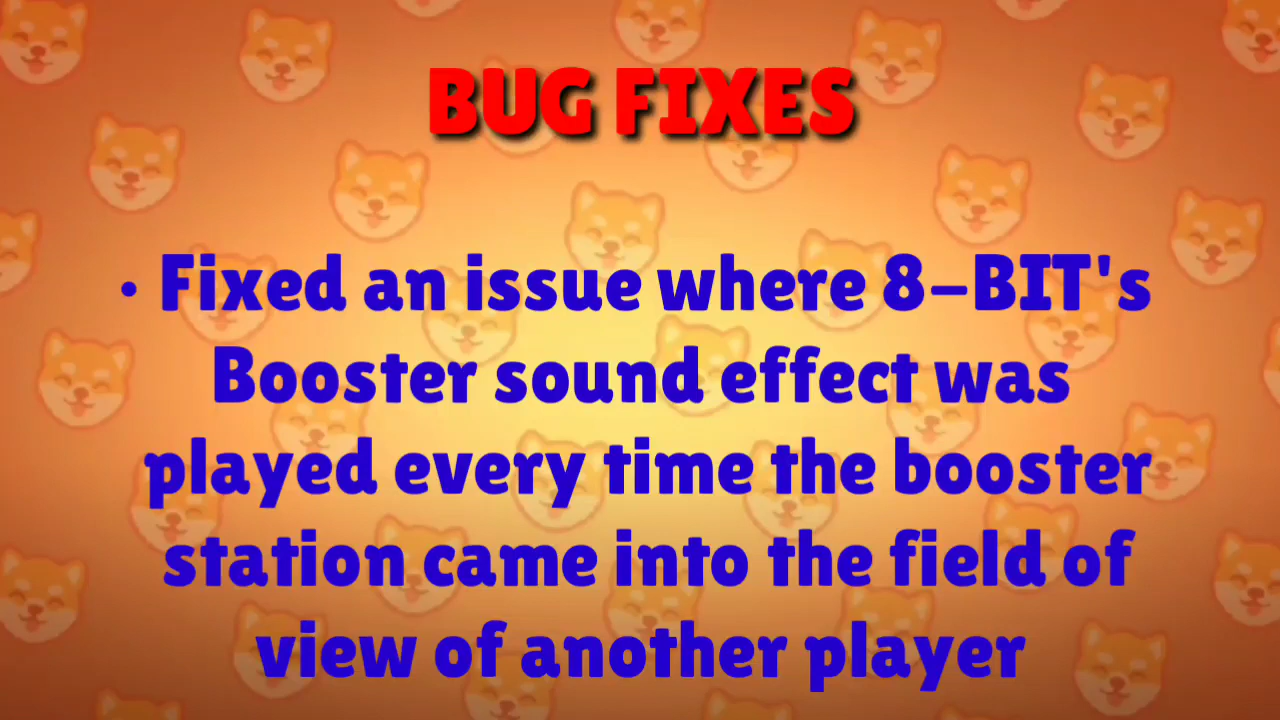 BUG FIXES
• Fixed an issue where 8-BIT's
Booster sound effect was
played every time the booster
station came into the field of
view of another player